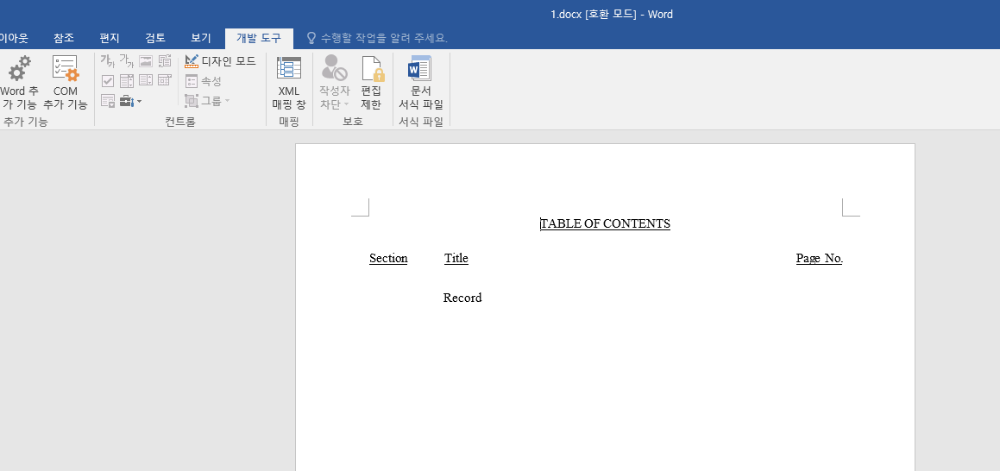 1.docx [호환 모드] - Word
이아웃 참조 편지 검토 보기 개발 도구 수행할 작업을 알려 주세요.
Word 추
가 기능
COM
추가 기능
추가 기능
가가 가가
디자인 모드
속성
그룹
컨트롤
XML
매핑 창
매핑
작성자
차단
편집
제한
보호
문서
서식 파일
서식 파일
TABLE OF CONTENTS
Section Title Page No.
Record